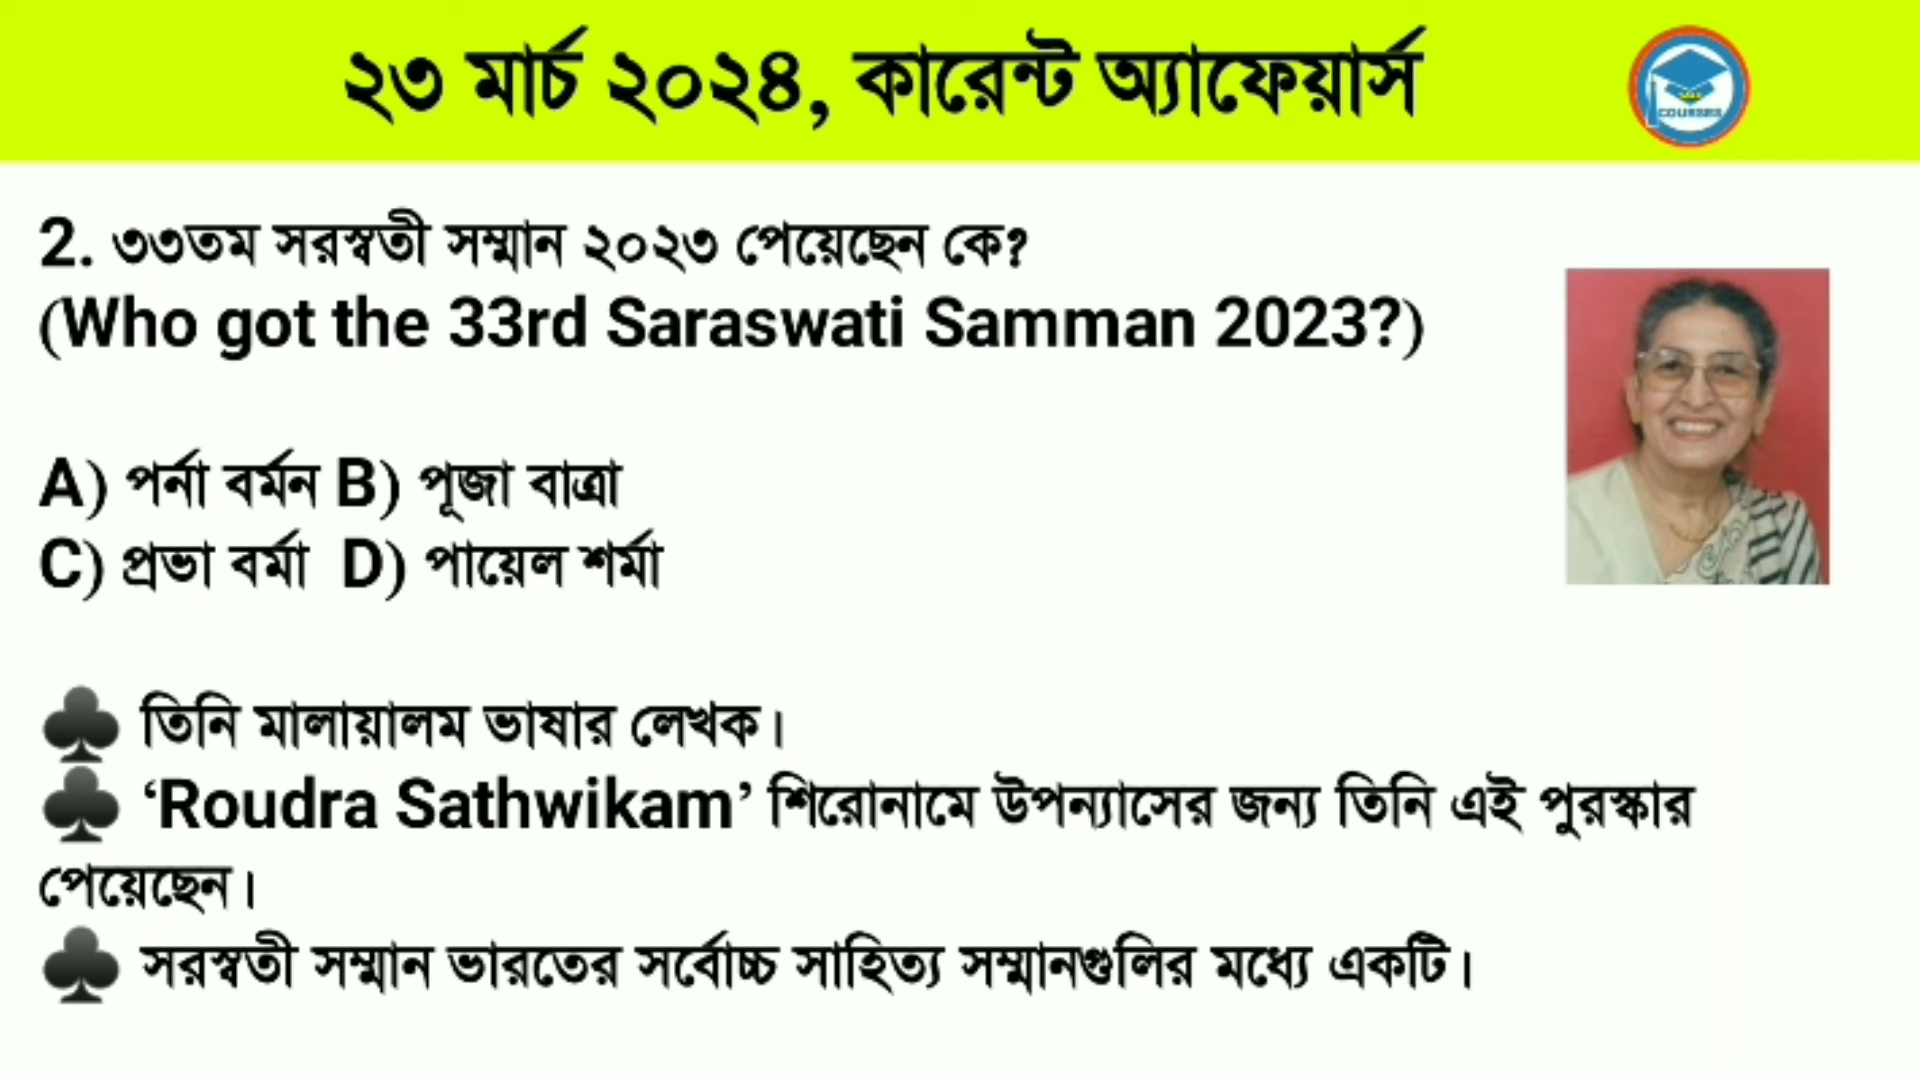 ২৩ মার্চ ২০২৪, কারেন্ট অ্যাফেয়ার্স
COURSES
2. ৩৩তম সরস্বতী সম্মান ২০২৩ পেয়েছেন কে?
(Who got the 33rd Saraswati Samman 2023?)
A) পর্না বর্মন B) পূজা বাত্রা
C) প্রভা বর্মা D) পায়েল শর্মা
♣ তিনি মালায়ালম ভাষার লেখক।
♣ ‘Roudra Sathwikam’ শিরোনামে উপন্যাসের জন্য তিনি এই পুরস্কার
পেয়েছেন।
♣ সরস্বতী সম্মান ভারতের সর্বোচ্চ সাহিত্য সম্মানগুলির মধ্যে একটি।